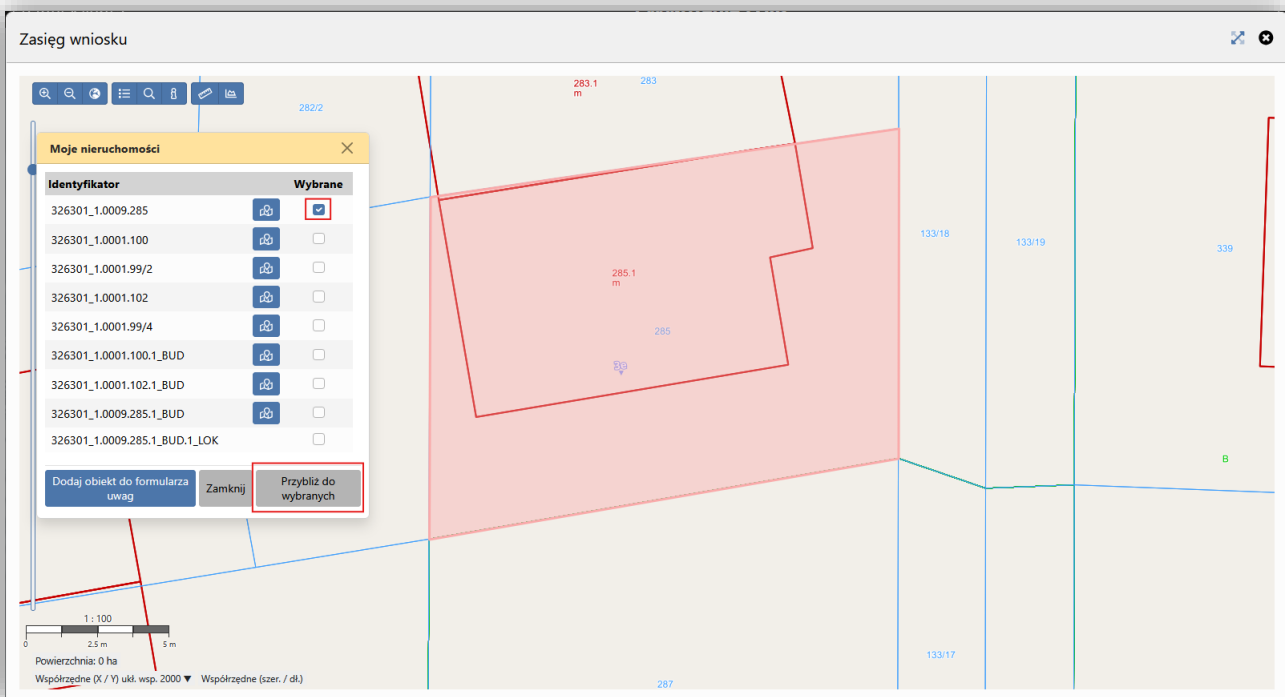 Zasięg wniosku
283.1
m
283
282/2
Moje nieruchomości
Identyfikator Wybrane
326301_1.0009.285
326301_1.0001.100
326301_1.0001.99/2
326301_1.0001.102
326301_1.0001.99/4
326301_1.0001.100.1_BUD
326301_1.0001.102.1_BUD
326301_1.0009.285.1_BUD
326301_1.0009.285.1_BUD.1_LOK
Dodaj obiekt do formularza
uwag
Zamknij
Przybliż do
wybranych
133/18
133/19
339
285.1
m
285
39
B
1 : 100
0 2.5 m 5 m
Powierzchnia: 0 ha
Współrzędne (X / Y) ukł. wsp. 2000 ▼ Współrzędne (szer. / dł.)
133/17
287